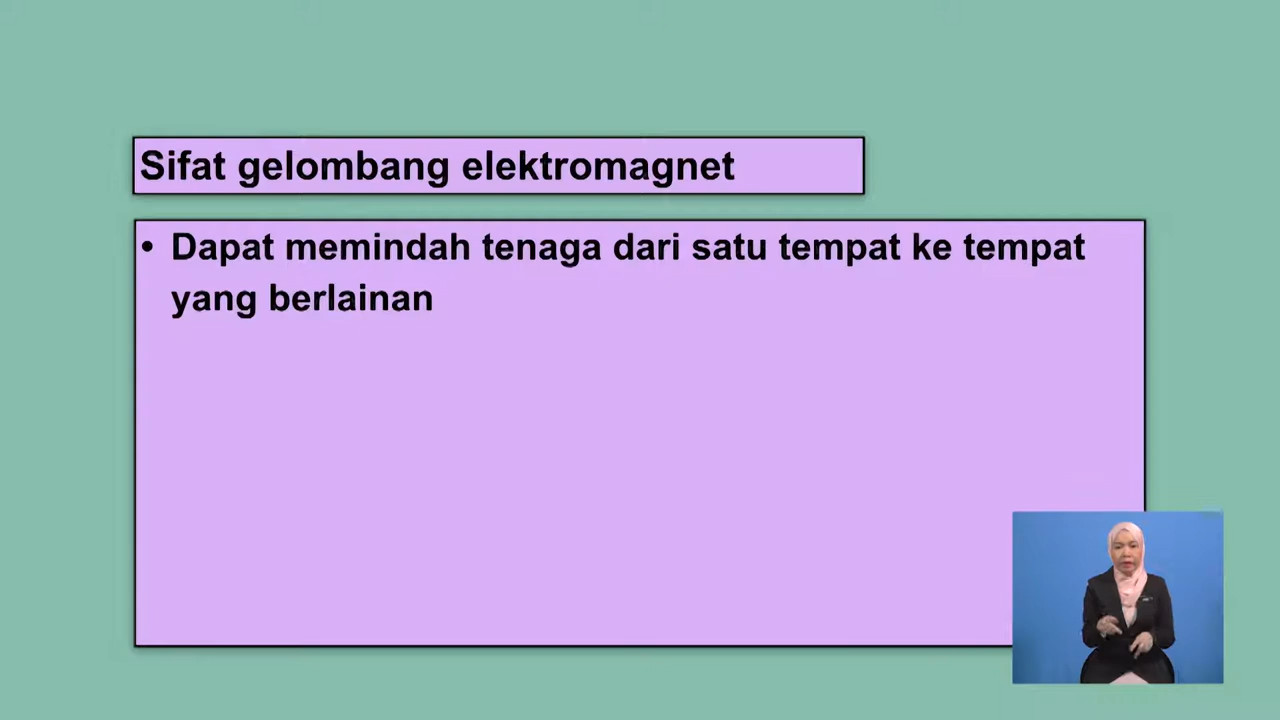 Sifat gelombang elektromagnet
• Dapat memindah tenaga dari satu tempat ke tempat
yang berlainan